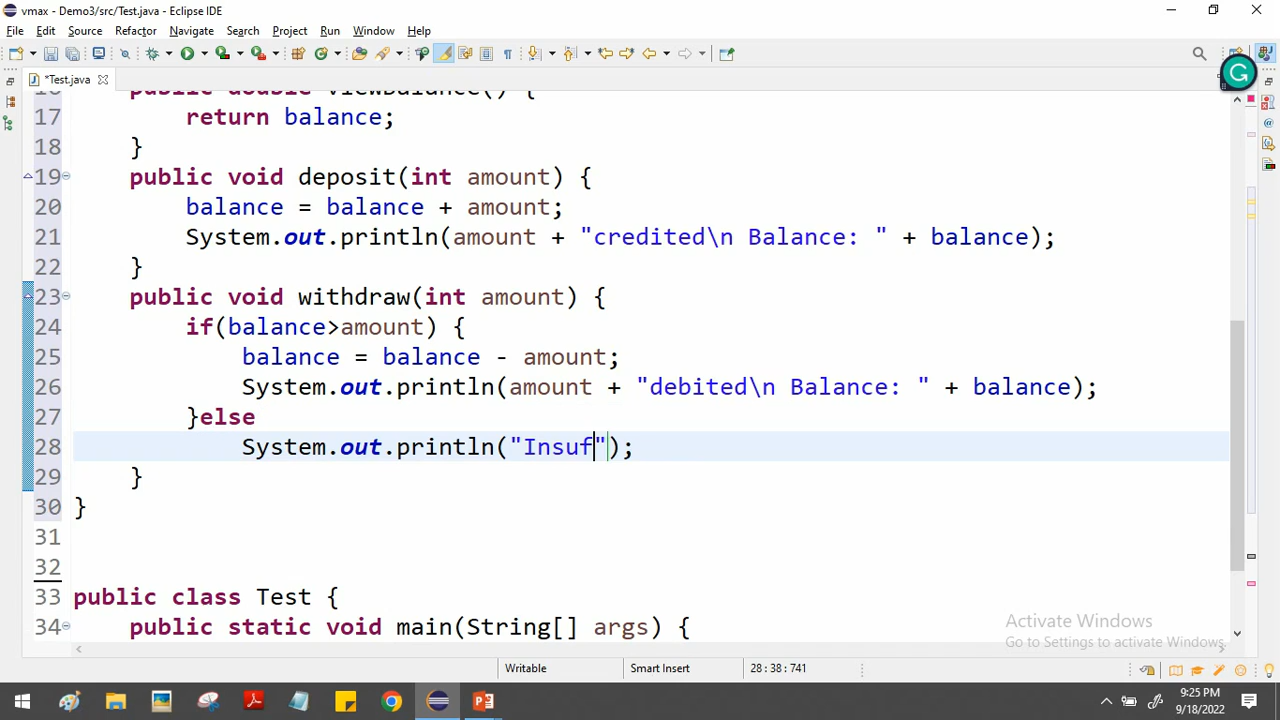 vmax - Demo3/src/Test.java - Eclipse IDE
File Edit Source Refactor Navigate Search Project Run Window Help
*Test.java
16 public double viewBalance() {
17 return balance;
18 }
19 public void deposit(int amount) {
20 balance = balance + amount;
21 System.out.println(amount + "credited\n Balance: " + balance);
22 }
23 public void withdraw(int amount) {
24 if(balance>amount) {
25 balance = balance - amount;
26 System.out.println(amount + "debited\n Balance: " + balance);
27 }else
28 System.out.println("Insuf");
29 }
30 }
31
32
33 public class Test {
34 public static void main(String[] args) {
Activate Windows
Go to Settings to activate Windows.
Writable Smart Insert 28 : 38 : 741
9:25 PM
9/18/2022